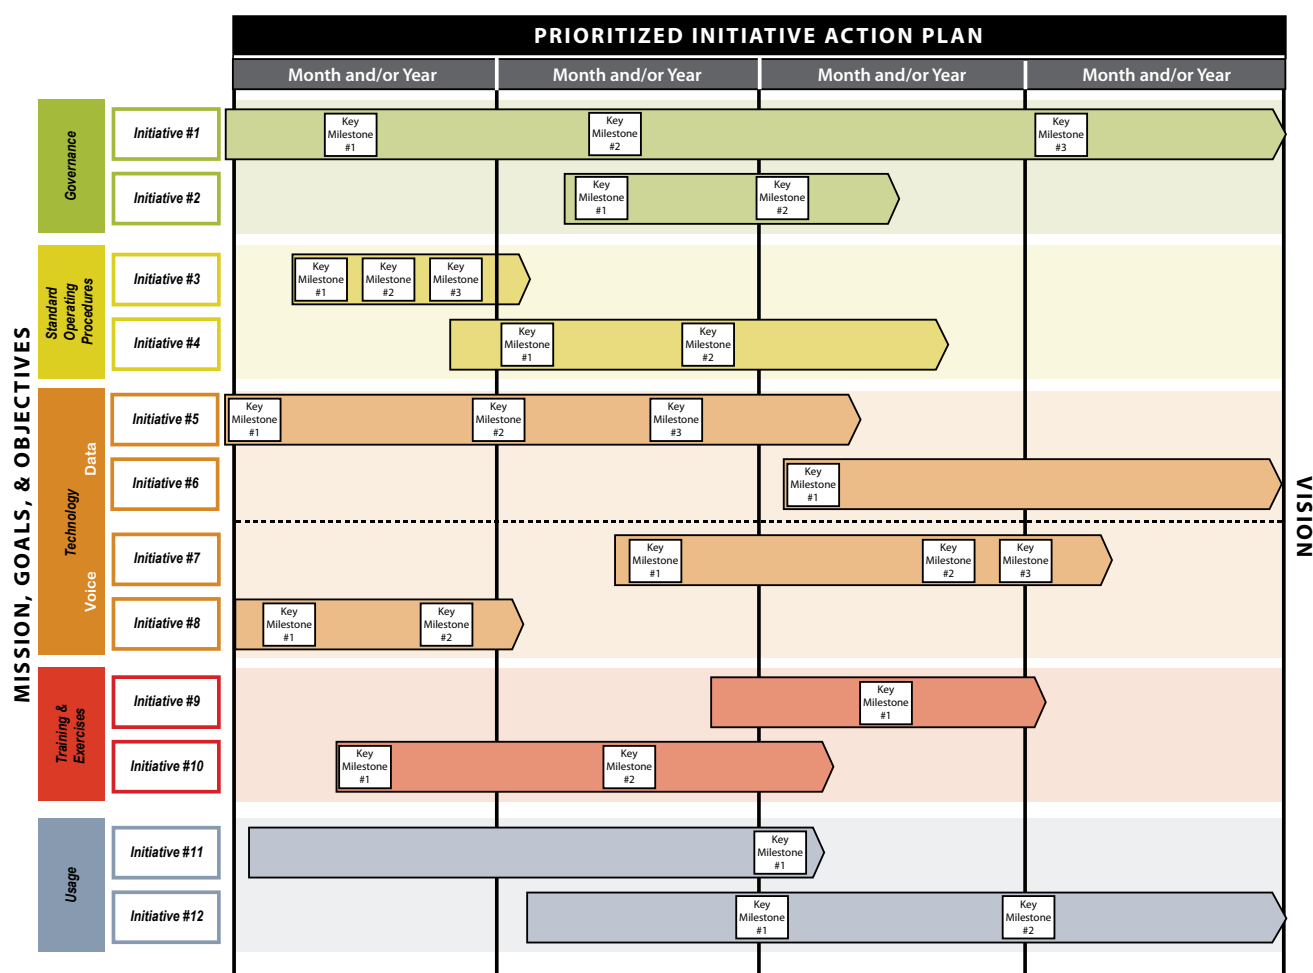 PRIORITIZED INITIATIVE ACTION PLAN
Month and/or Year
Month and/or Year
Month and/or Year
Month and/or Year
MISSION, GOALS, & OBJECTIVES
VISION
Governance
Initiative #1
Key
Milestone
#1
Key
Milestone
#2
Key
Milestone
#3
Initiative #2
Key
Milestone
#1
Key
Milestone
#2
Standard
Operating
Procedures
Initiative #3
Key
Milestone
#1
Key
Milestone
#2
Key
Milestone
#3
Initiative #4
Key
Milestone
#1
Key
Milestone
#2
Technology
Data
Initiative #5
Key
Milestone
#1
Key
Milestone
#2
Key
Milestone
#3
Initiative #6
Key
Milestone
#1
Voice
Initiative #7
Key
Milestone
#1
Key
Milestone
#2
Key
Milestone
#3
Initiative #8
Key
Milestone
#1
Key
Milestone
#2
Training &
Exercises
Initiative #9
Key
Milestone
#1
Initiative #10
Key
Milestone
#1
Key
Milestone
#2
Usage
Initiative #11
Key
Milestone
#1
Initiative #12
Key
Milestone
#1
Key
Milestone
#2